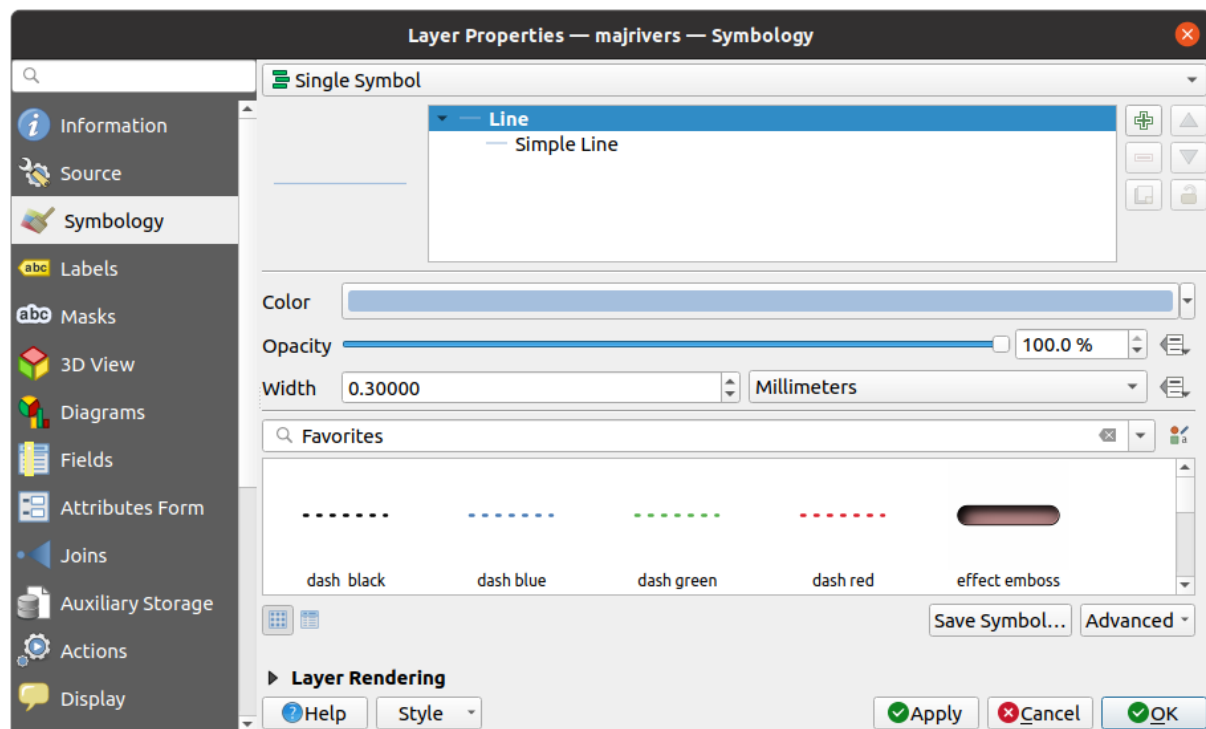 Layer Properties — majrivers — Symbology
Information
Source
Symbology
abc Labels
abc Masks
3D View
Diagrams
Fields
Attributes Form
Joins
Auxiliary Storage
Actions
Display
Single Symbol
Line
Simple Line
Color
Opacity 100.0 %
Width 0.30000 Millimeters
Favorites
dash black dash blue dash green dash red effect emboss
Save Symbol... Advanced
Layer Rendering
Help Style Apply Cancel OK